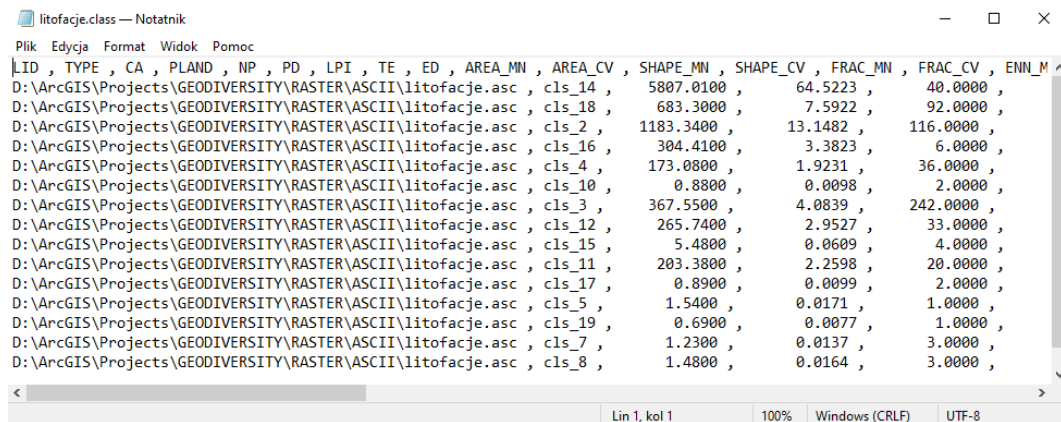 litofacje.class — Notatnik
Plik Edycja Format Widok Pomoc
LID , TYPE , CA , PLAND , NP , PD , LPI , TE , ED , AREA_MN , AREA_CV , SHAPE_MN , SHAPE_CV , FRAC_MN , FRAC_CV , ENN_M
D:\ArcGIS\Projects\GEODIVERSITY\RASTER\ASCII\litofacje.asc , cls_14 , 5807.0100 , 64.5223 , 40.0000 ,
D:\ArcGIS\Projects\GEODIVERSITY\RASTER\ASCII\litofacje.asc , cls_18 , 683.3000 , 7.5922 , 92.0000 ,
D:\ArcGIS\Projects\GEODIVERSITY\RASTER\ASCII\litofacje.asc , cls_2 , 1183.3400 , 13.1482 , 116.0000 ,
D:\ArcGIS\Projects\GEODIVERSITY\RASTER\ASCII\litofacje.asc , cls_16 , 304.4100 , 3.3823 , 6.0000 ,
D:\ArcGIS\Projects\GEODIVERSITY\RASTER\ASCII\litofacje.asc , cls_4 , 173.0800 , 1.9231 , 36.0000 ,
D:\ArcGIS\Projects\GEODIVERSITY\RASTER\ASCII\litofacje.asc , cls_10 , 0.8800 , 0.0098 , 2.0000 ,
D:\ArcGIS\Projects\GEODIVERSITY\RASTER\ASCII\litofacje.asc , cls_3 , 367.5500 , 4.0839 , 242.0000 ,
D:\ArcGIS\Projects\GEODIVERSITY\RASTER\ASCII\litofacje.asc , cls_12 , 265.7400 , 2.9527 , 33.0000 ,
D:\ArcGIS\Projects\GEODIVERSITY\RASTER\ASCII\litofacje.asc , cls_15 , 5.4800 , 0.0609 , 4.0000 ,
D:\ArcGIS\Projects\GEODIVERSITY\RASTER\ASCII\litofacje.asc , cls_11 , 203.3800 , 2.2598 , 20.0000 ,
D:\ArcGIS\Projects\GEODIVERSITY\RASTER\ASCII\litofacje.asc , cls_17 , 0.8900 , 0.0099 , 2.0000 ,
D:\ArcGIS\Projects\GEODIVERSITY\RASTER\ASCII\litofacje.asc , cls_5 , 1.5400 , 0.0171 , 1.0000 ,
D:\ArcGIS\Projects\GEODIVERSITY\RASTER\ASCII\litofacje.asc , cls_19 , 0.6900 , 0.0077 , 1.0000 ,
D:\ArcGIS\Projects\GEODIVERSITY\RASTER\ASCII\litofacje.asc , cls_7 , 1.2300 , 0.0137 , 3.0000 ,
D:\ArcGIS\Projects\GEODIVERSITY\RASTER\ASCII\litofacje.asc , cls_8 , 1.4800 , 0.0164 , 3.0000 ,
Lin 1, kol 1 100% Windows (CRLF) UTF-8